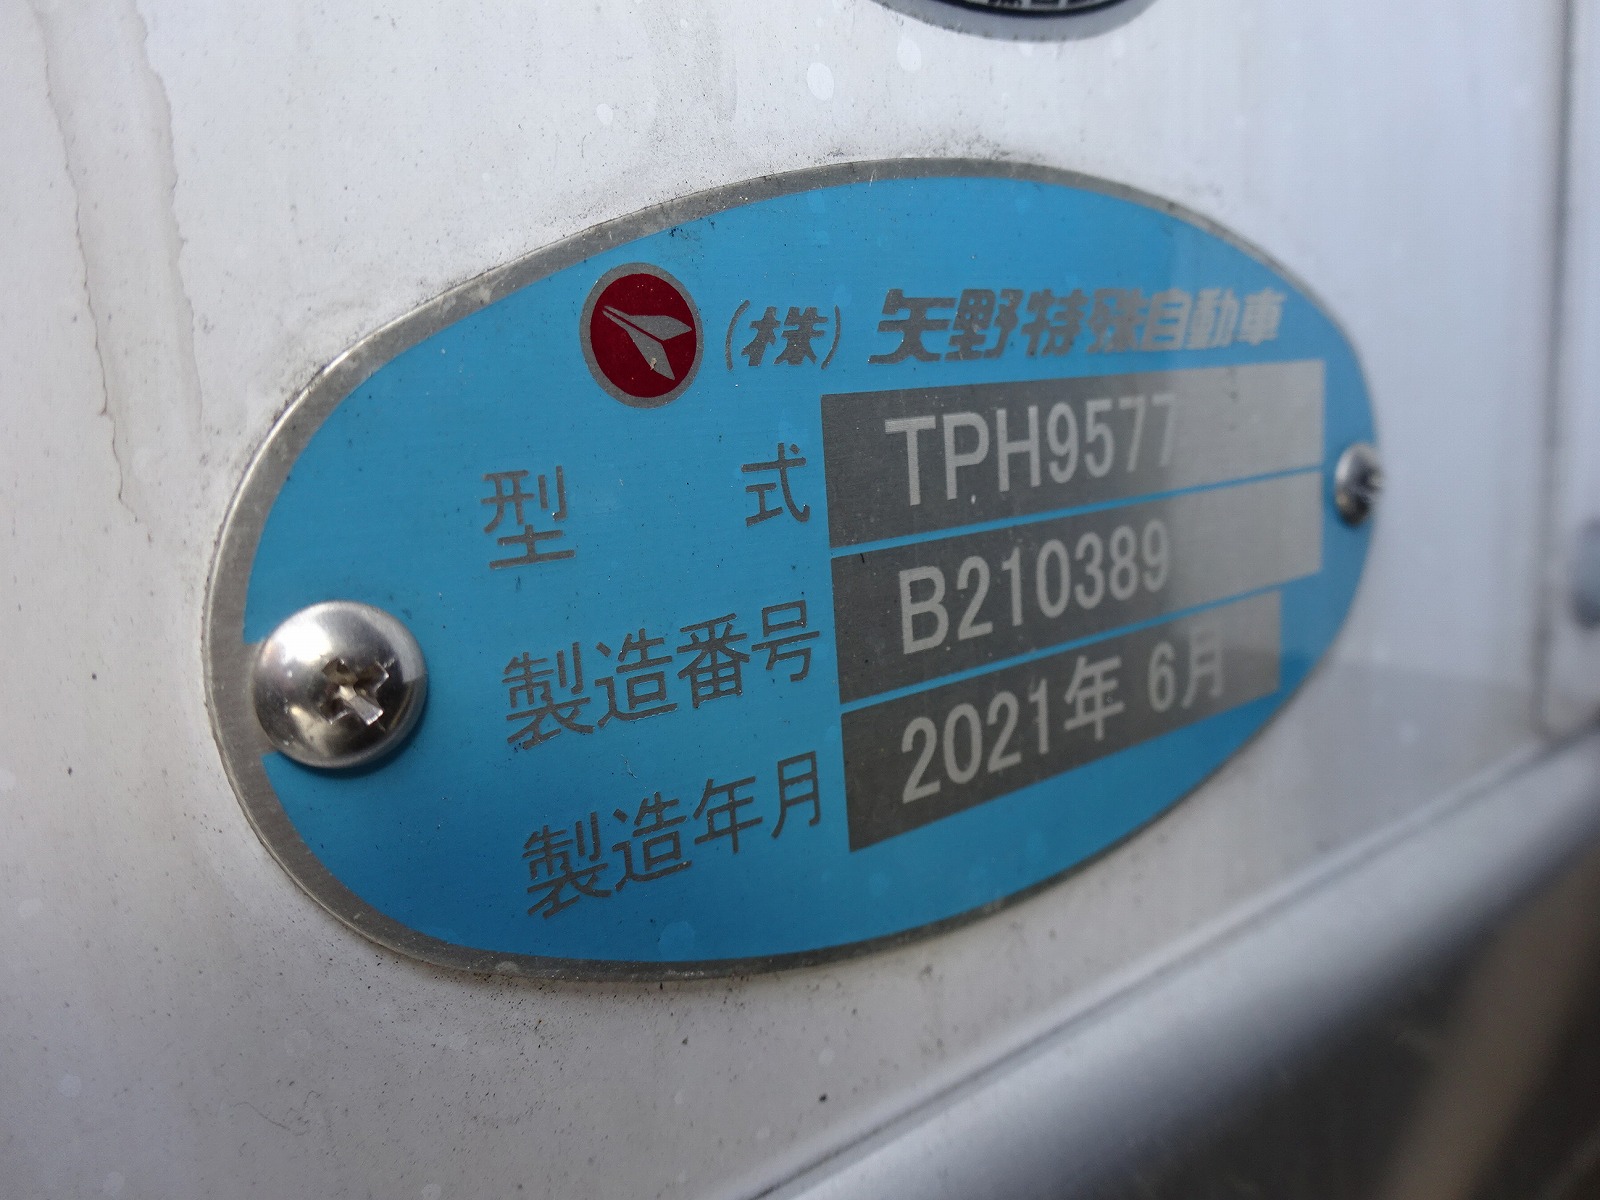 (株) 矢野特殊自動車
型式 TPH9577
製造番号 B210389
製造年月 2021年 6月